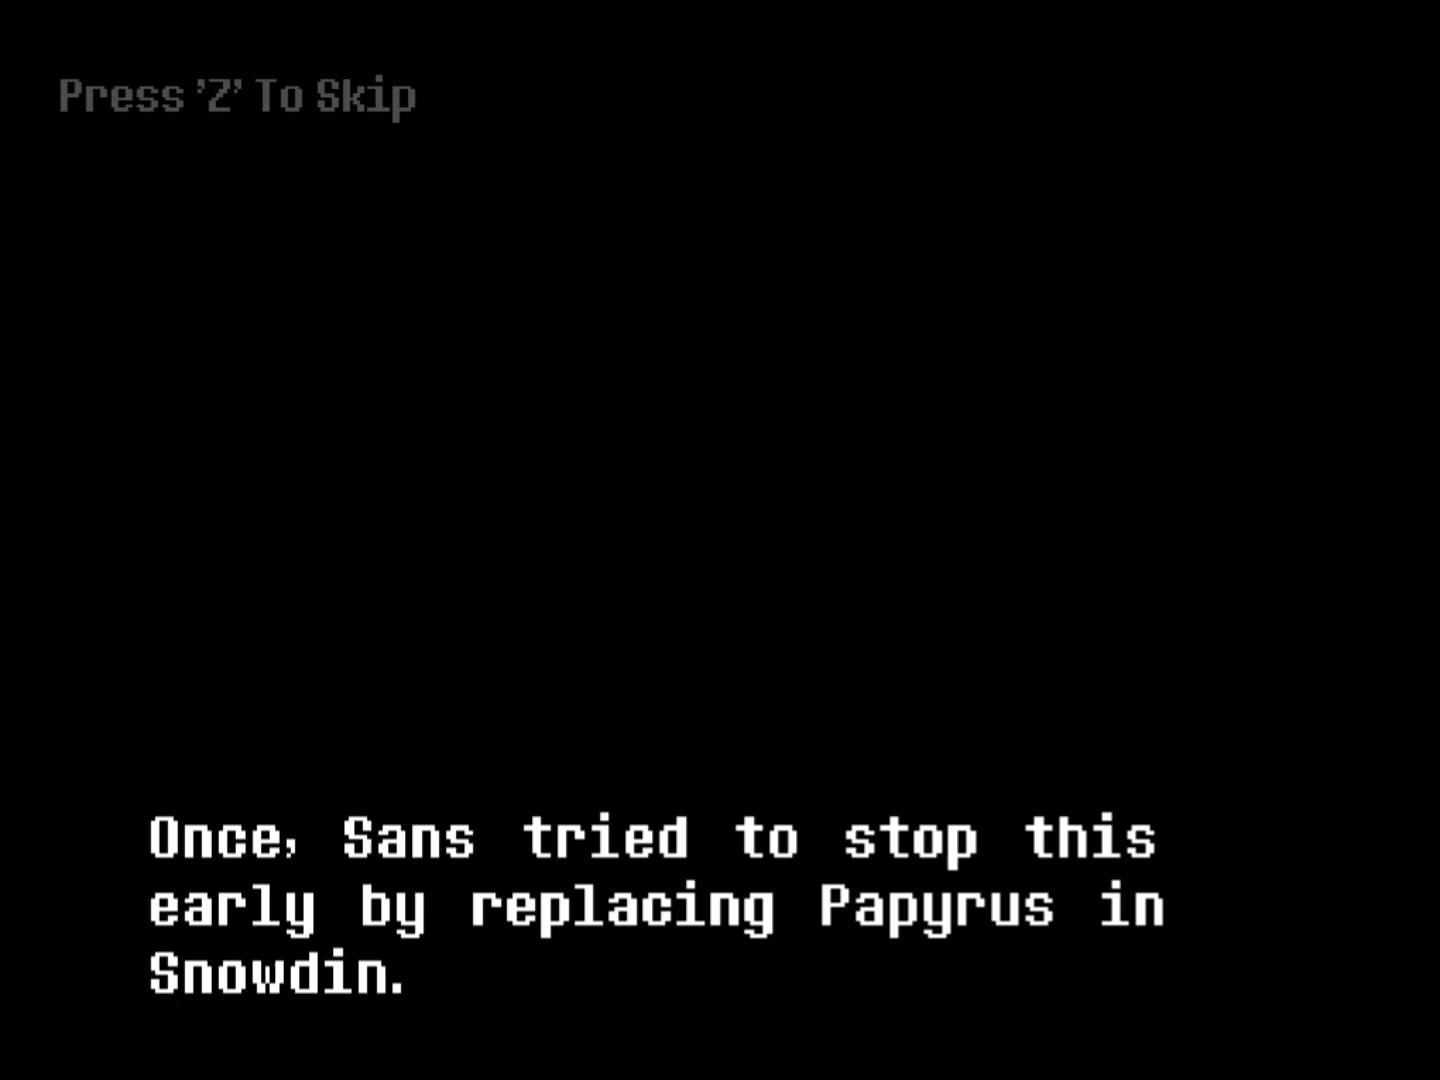 Press 'Z' To Skip
Once, Sans tried to stop this
early by replacing Papyrus in
Snowdin.